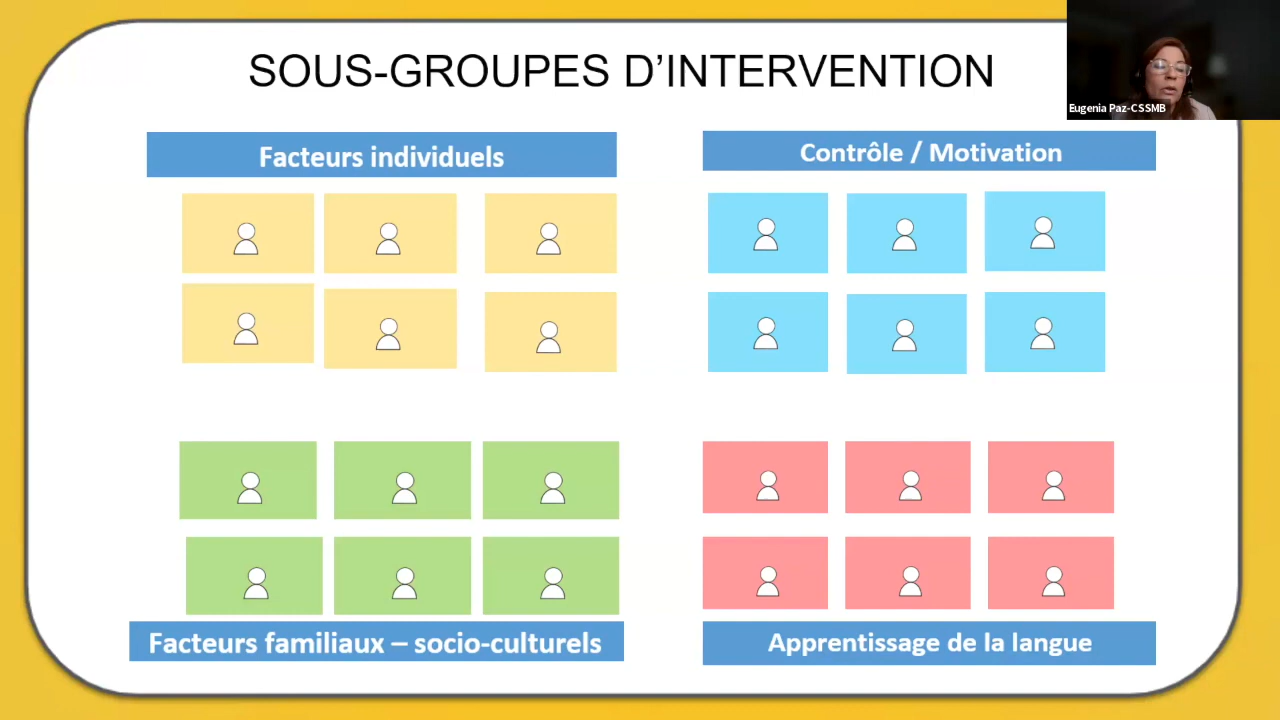 SOUS-GROUPES D’INTERVENTION
Eugenia Paz-CSSMB
Facteurs individuels
Contrôle / Motivation
Facteurs familiaux – socio-culturels
Apprentissage de la langue